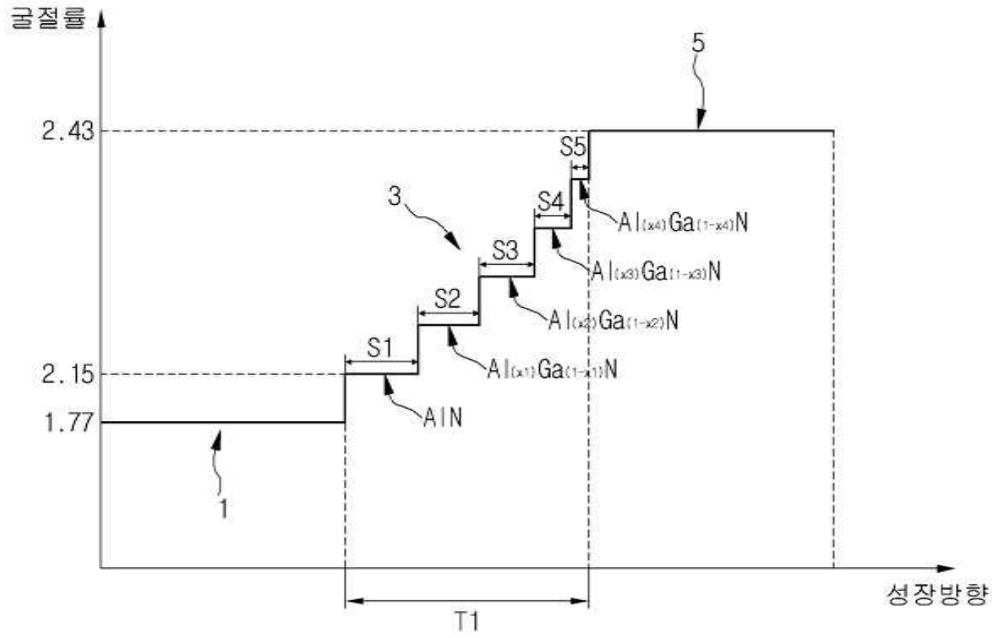 굴절률
5
2.43
S5
3
S4
Al(x4)Ga(1-x4)N
S3
Al(x3)Ga(1-x3)N
S2
Al(x2)Ga(1-x2)N
S1
Al(x1)Ga(1-x1)N
2.15
AlN
1.77
1
성장방향
T1